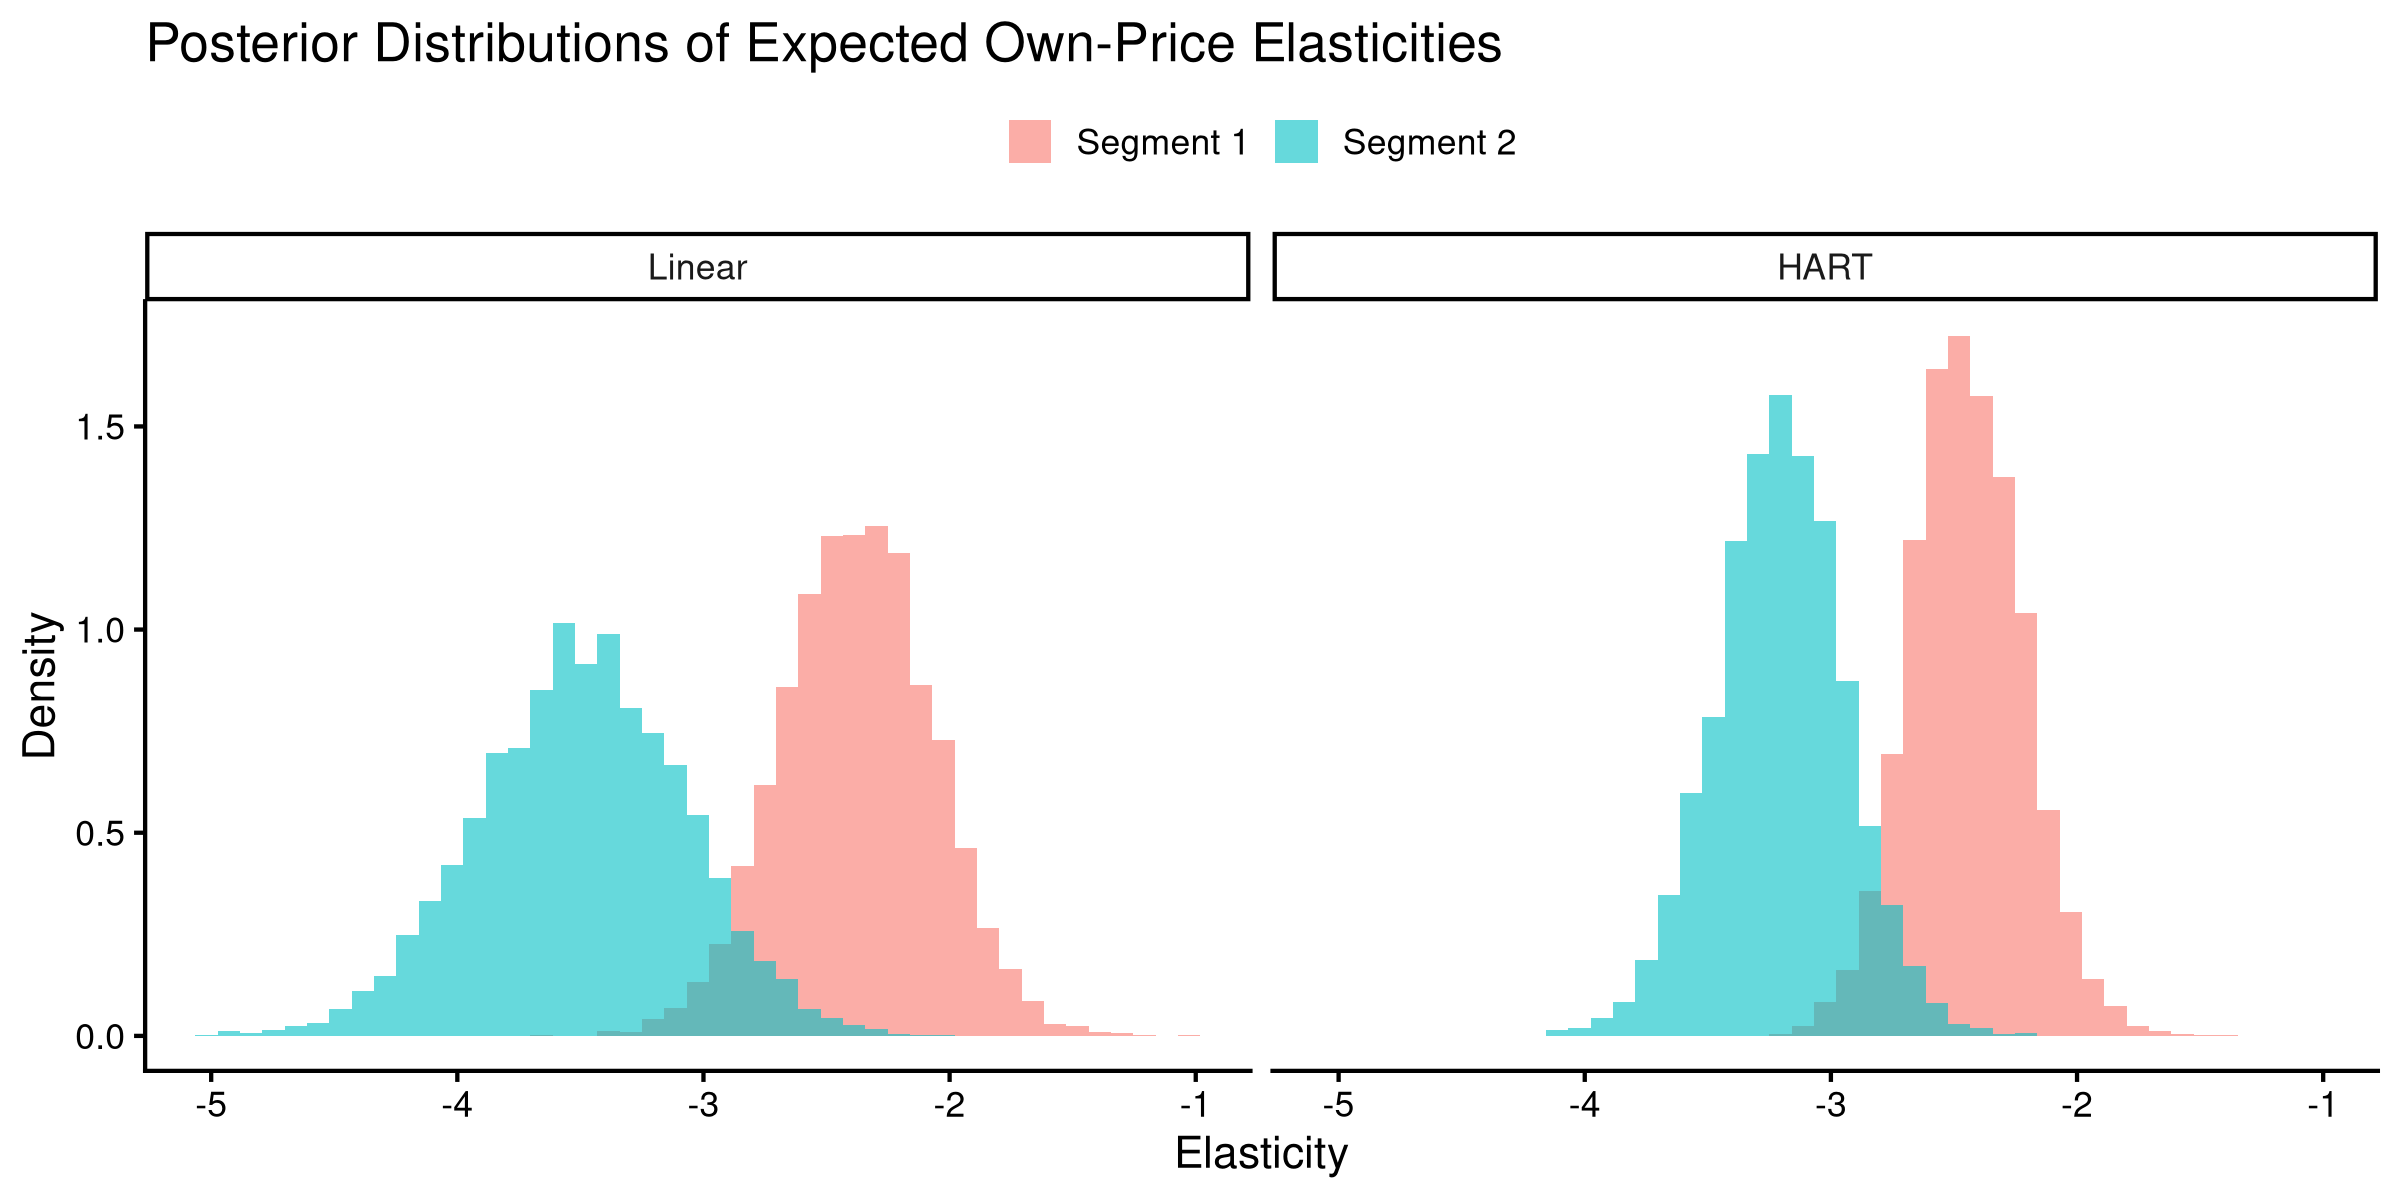 Posterior Distributions of Expected Own-Price Elasticities
Segment 1 Segment 2
Linear HART
Density
1.5
1.0
0.5
0.0
-5 -4 -3 -2 -1 -5 -4 -3 -2 -1
Elasticity